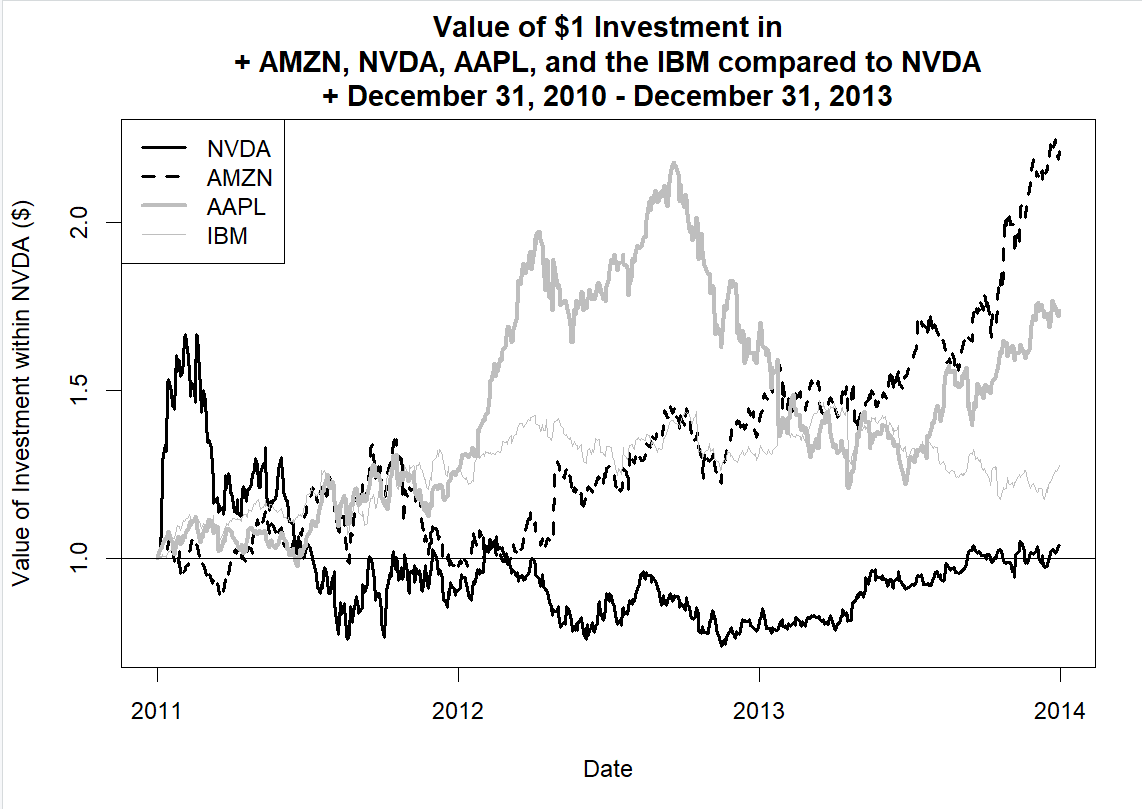 Value of $1 Investment in
+ AMZN, NVDA, AAPL, and the IBM compared to NVDA
+ December 31, 2010 - December 31, 2013
NVDA
AMZN
AAPL
IBM
Value of Investment within NVDA ($)
2.0
1.5
1.0
2011 2012 2013 2014
Date